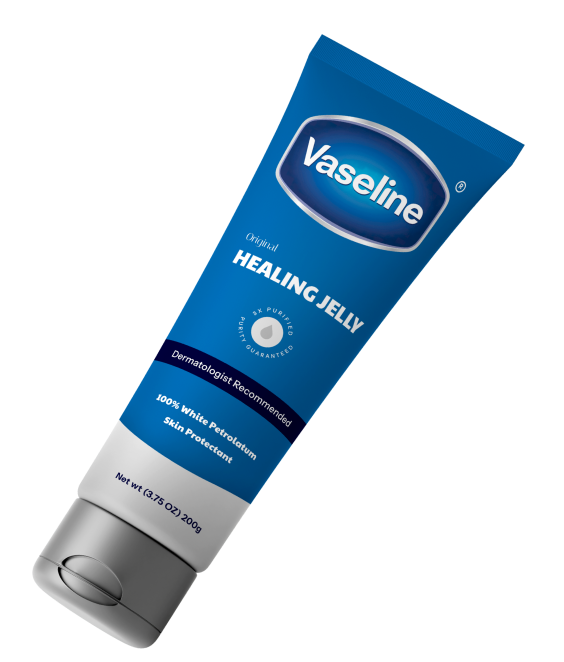 Vaseline
®
Original
HEALING JELLY
5X PURIFIED
PURITY GUARANTEED
Dermatologist Recommended
100% White Petrolatum
Skin Protectant
Net wt (3.75 OZ) 200g